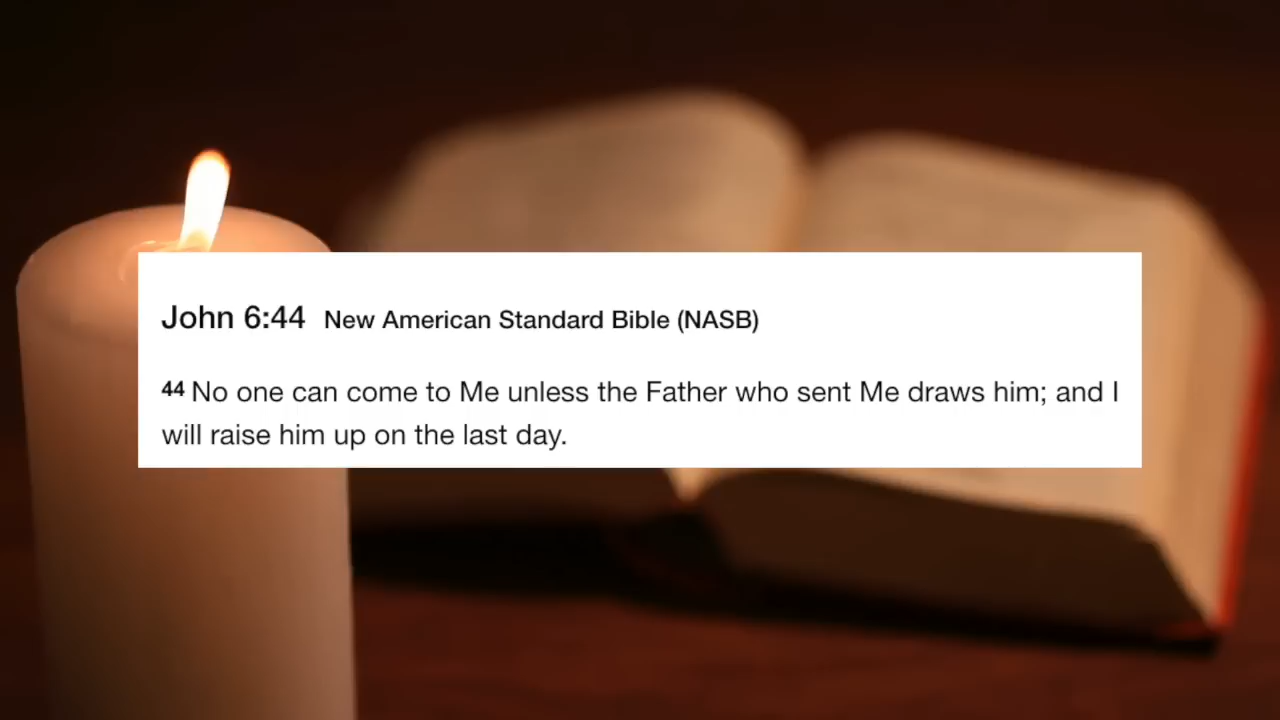 John 6:44 New American Standard Bible (NASB)
44 No one can come to Me unless the Father who sent Me draws him; and I
will raise him up on the last day.